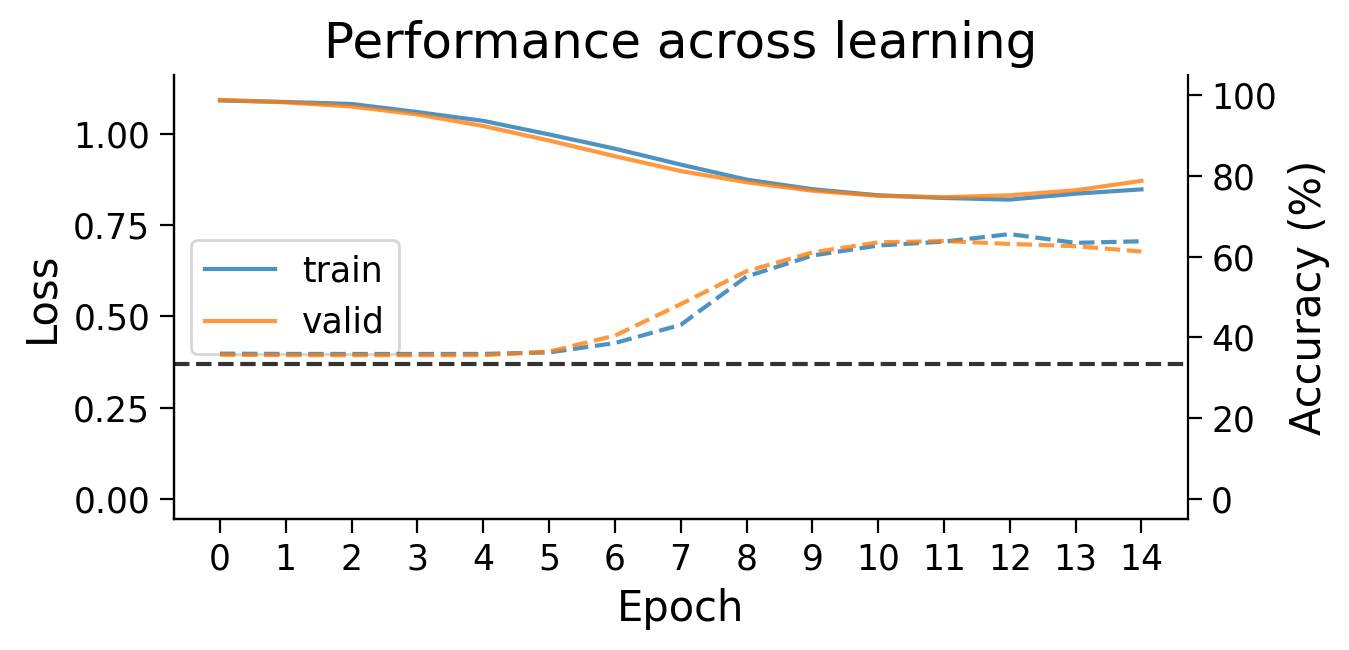 Performance across learning
Loss
1.00
0.75
0.50
0.25
0.00
train
valid
100
80
60
40
20
0
Accuracy (%)
0 1 2 3 4 5 6 7 8 9 10 11 12 13 14
Epoch